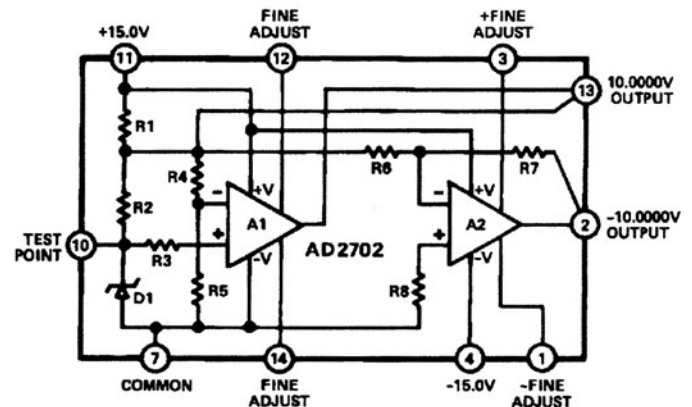 +15.0V
FINE
ADJUST
+FINE
ADJUST
11
12
3
13
10.0000V
OUTPUT
R1
R4
R6
R7
+V
+V
R2
−
−
A1
A2
2
−10.0000V
OUTPUT
TEST
POINT
10
R3
+
+
AD2702
−V
−V
D1
R5
R8
7
14
4
1
COMMON
FINE
ADJUST
−15.0V
−FINE
ADJUST